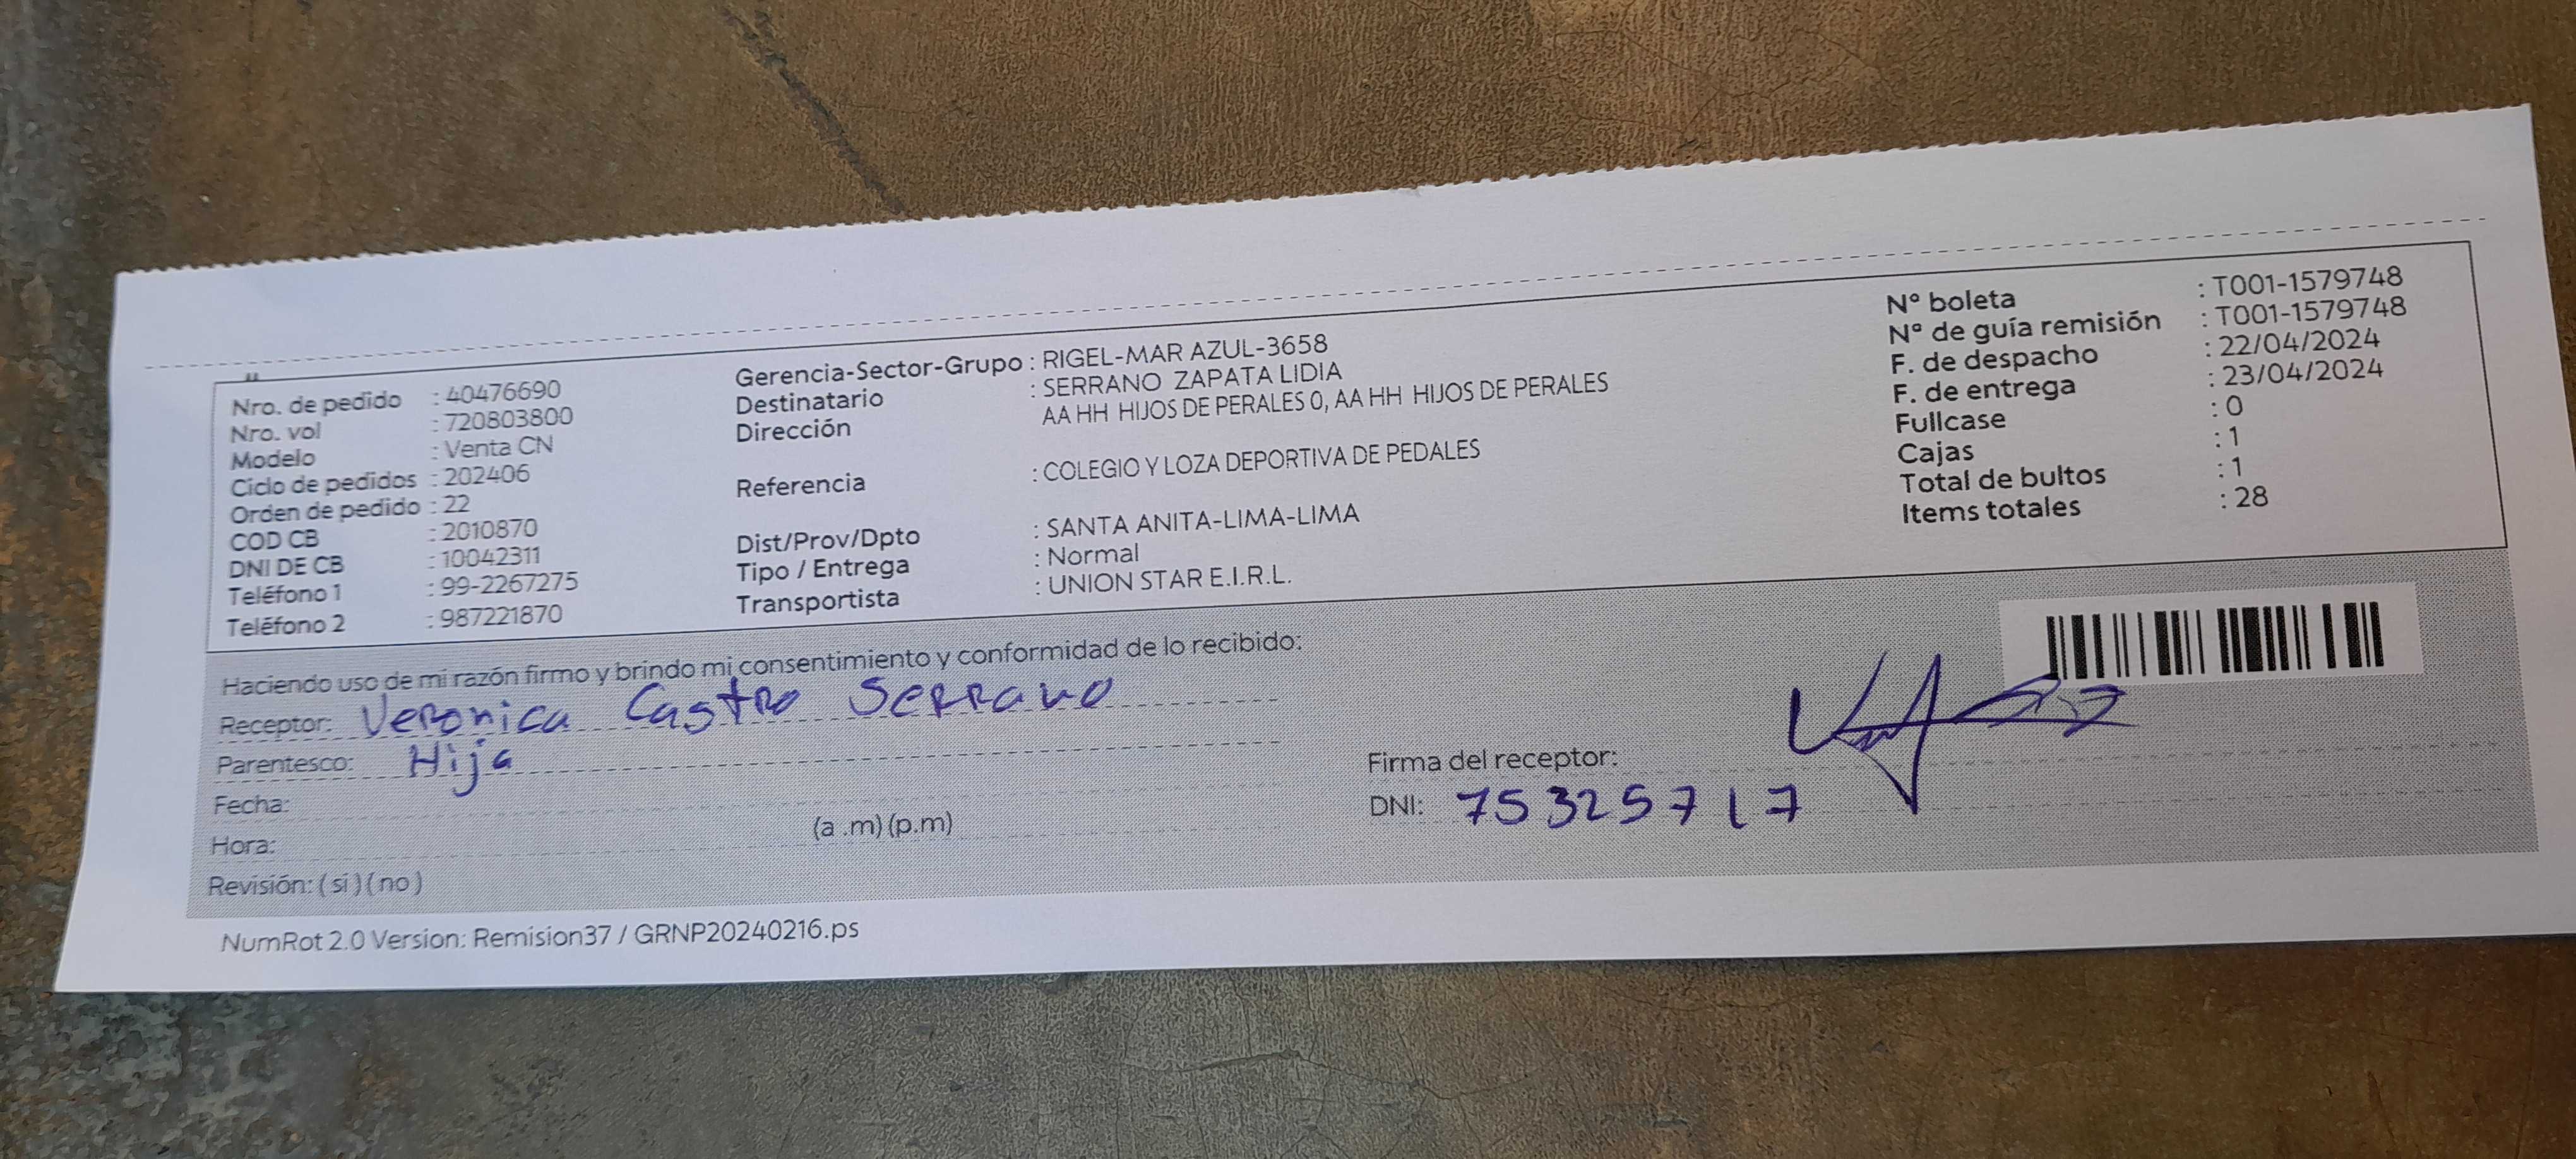 Nro. de pedido : 40476690
Nro. vol : 720803800
Modelo : Venta CN
Ciclo de pedidos : 202406
Orden de pedido : 22
COD CB : 2010870
DNI DE CB : 10042311
Teléfono 1 : 99-2267275
Teléfono 2 : 987221870
Gerencia-Sector-Grupo : RIGEL-MAR AZUL-3658
Destinatario : SERRANO ZAPATA LIDIA
Dirección AA HH HIJOS DE PERALES 0, AA HH HIJOS DE PERALES
Referencia : COLEGIO Y LOZA DEPORTIVA DE PEDALES
Dist/Prov/Dpto : SANTA ANITA-LIMA-LIMA
Tipo / Entrega : Normal
Transportista : UNION STAR E.I.R.L.
N° boleta : T001-1579748
N° de guía remisión : T001-1579748
F. de despacho : 22/04/2024
F. de entrega : 23/04/2024
Fullcase : 0
Cajas : 1
Total de bultos : 1
Items totales : 28
Haciendo uso de mi razón firmo y brindo mi consentimiento y conformidad de lo recibido:
Receptor: Veronica Castro Serrano
Parentesco: Hija
Fecha:
Hora: (a .m) (p.m)
Revisión: ( si ) ( no )
Firma del receptor:
DNI: 75325717
NumRot 2.0 Version: Remision37 / GRNP20240216.ps